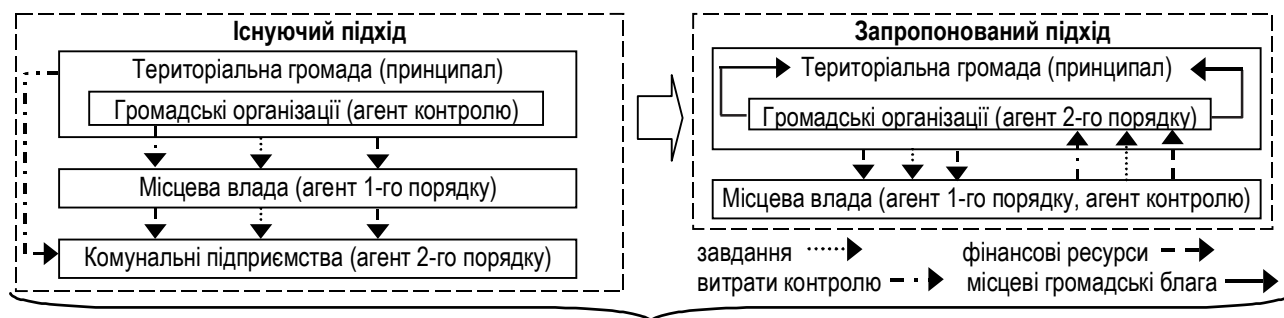 Існуючий підхід
Територіальна громада (принципал)
Громадські організації (агент контролю)
Місцева влада (агент 1-го порядку)
Комунальні підприємства (агент 2-го порядку)
Запропонований підхід
Територіальна громада (принципал)
Громадські організації (агент 2-го порядку)
Місцева влада (агент 1-го порядку, агент контролю)
завдання
фінансові ресурси
витрати контролю
місцеві громадські блага